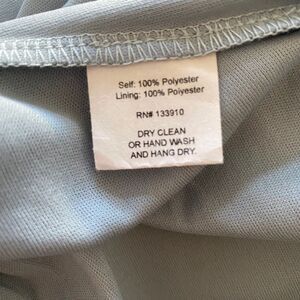 Self: 100% Polyester
Lining: 100% Polyester
RN# 133910
DRY CLEAN
OR HAND WASH
AND HANG DRY.